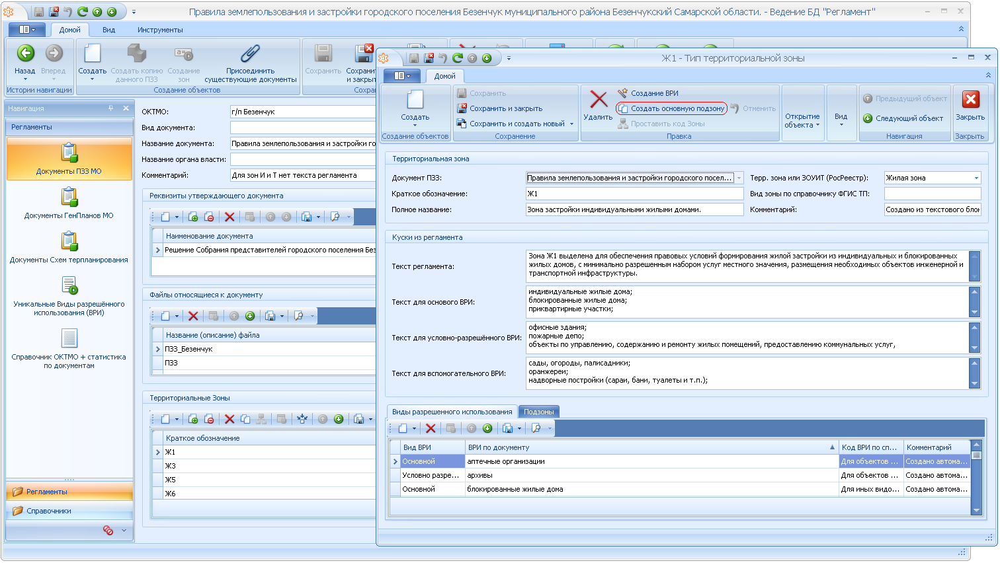 Правила землепользования и застройки городского поселения Безенчук муниципального района Безенчукский Самарской области. - Ведение БД "Регламент"
Домой
Вид
Инструменты
Назад
Вперед
Истории навигации
Создать
Создать копию
данного ПЗЗ
Создание
зон
Присоединить
существующие документы
Создание объектов
Сохранить
Сохрани
и закрыт
Сохран
Навигация
Регламенты
Документы ПЗЗ МО
Документы ГенПланов МО
Документы Схем терпланирования
Уникальные Виды разрешённого
использования (ВРИ)
Справочник ОКТМО + статистика
по документам
Регламенты
Справочники
ОКТМО:
г/п Безенчук
Вид документа:
Название документа:
Правила землепользования и застройки го
Название органа власти:
Комментарий:
Для зон И и Т нет текста регламента
Реквизиты утверждающего документа
Наименование документа
Решение Собрания представителей городского поселения Без
Файлы относящиеся к документу
Название (описание) файла
ПЗЗ_Безенчук
ПЗЗ
Территориальные Зоны
Краткое обозначение
Ж1
Ж3
Ж5
Ж6
Ж1 - Тип территориальной зоны
Домой
Создать
Создание объектов
Сохранить
Сохранить и закрыть
Сохранить и создать новый
Сохранение
Удалить
Создание ВРИ
Создать основную подзону
Проставить код Зоны
Отменить
Правка
Открытие
объекта
Вид
Предыдущий объект
Следующий объект
Навигация
Закрыть
Закрыть
Территориальная зона
Документ ПЗЗ:
Правила землепользования и застройки городского посел...
Терр. зона или ЗОУИТ (РосРеестр):
Жилая зона
Краткое обозначение:
Ж1
Вид зоны по справочнику ФГИС ТП:
Полное название:
Зона застройки индивидуальными жилыми домами.
Комментарий:
Создано из текстового блок
Куски из регламента
Текст регламента:
Зона Ж1 выделена для обеспечения правовых условий формирования жилой застройки из индивидуальных и блокированных
жилых домов, с минимально разрешенным набором услуг местного значения, размещения необходимых объектов инженерной и
транспортной инфраструктуры.
Текст для основого ВРИ:
индивидуальные жилые дома;
блокированные жилые дома;
приквартирные участки;
Текст для условно-разрешённого ВРИ:
офисные здания;
пожарные депо;
объекты по управлению, содержанию и ремонту жилых помещений, предоставлению коммунальных услуг,
Текст для вспомогательного ВРИ:
сады, огороды, палисадники;
оранжереи;
надворные постройки (сараи, бани, туалеты и т.п.);
Виды разрешенного использования
Подзоны
Вид ВРИ
ВРИ по документу
Код ВРИ по сп...
Комментарий
Основной
аптечные организации
Для объектов ...
Создано автома...
Условно разре...
архивы
Для объектов ...
Создано автома...
Основной
блокированные жилые дома
Для иных видо...
Создано автома...